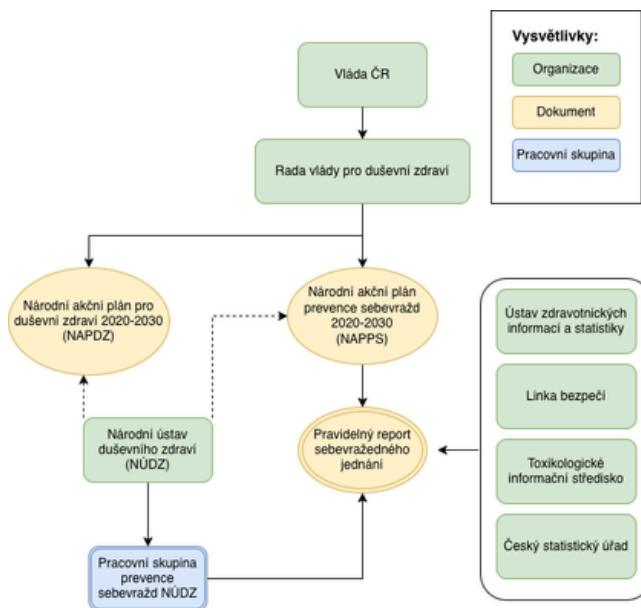 Vysvětlivky:
Organizace
Dokument
Pracovní skupina
Vláda ČR
Rada vlády pro duševní zdraví
Národní akční plán pro
duševní zdraví 2020-2030
(NAPDZ)
Národní akční plán
prevence sebevražd
2020-2030
(NAPPS)
Národní ústav
duševního zdraví
(NÚDZ)
Pravidelný report
sebevražedného
jednání
Pracovní skupina
prevence
sebevražd NÚDZ
Ústav zdravotnických
informací a statistiky
Linka bezpečí
Toxikologické
informační středisko
Český statistický úřad